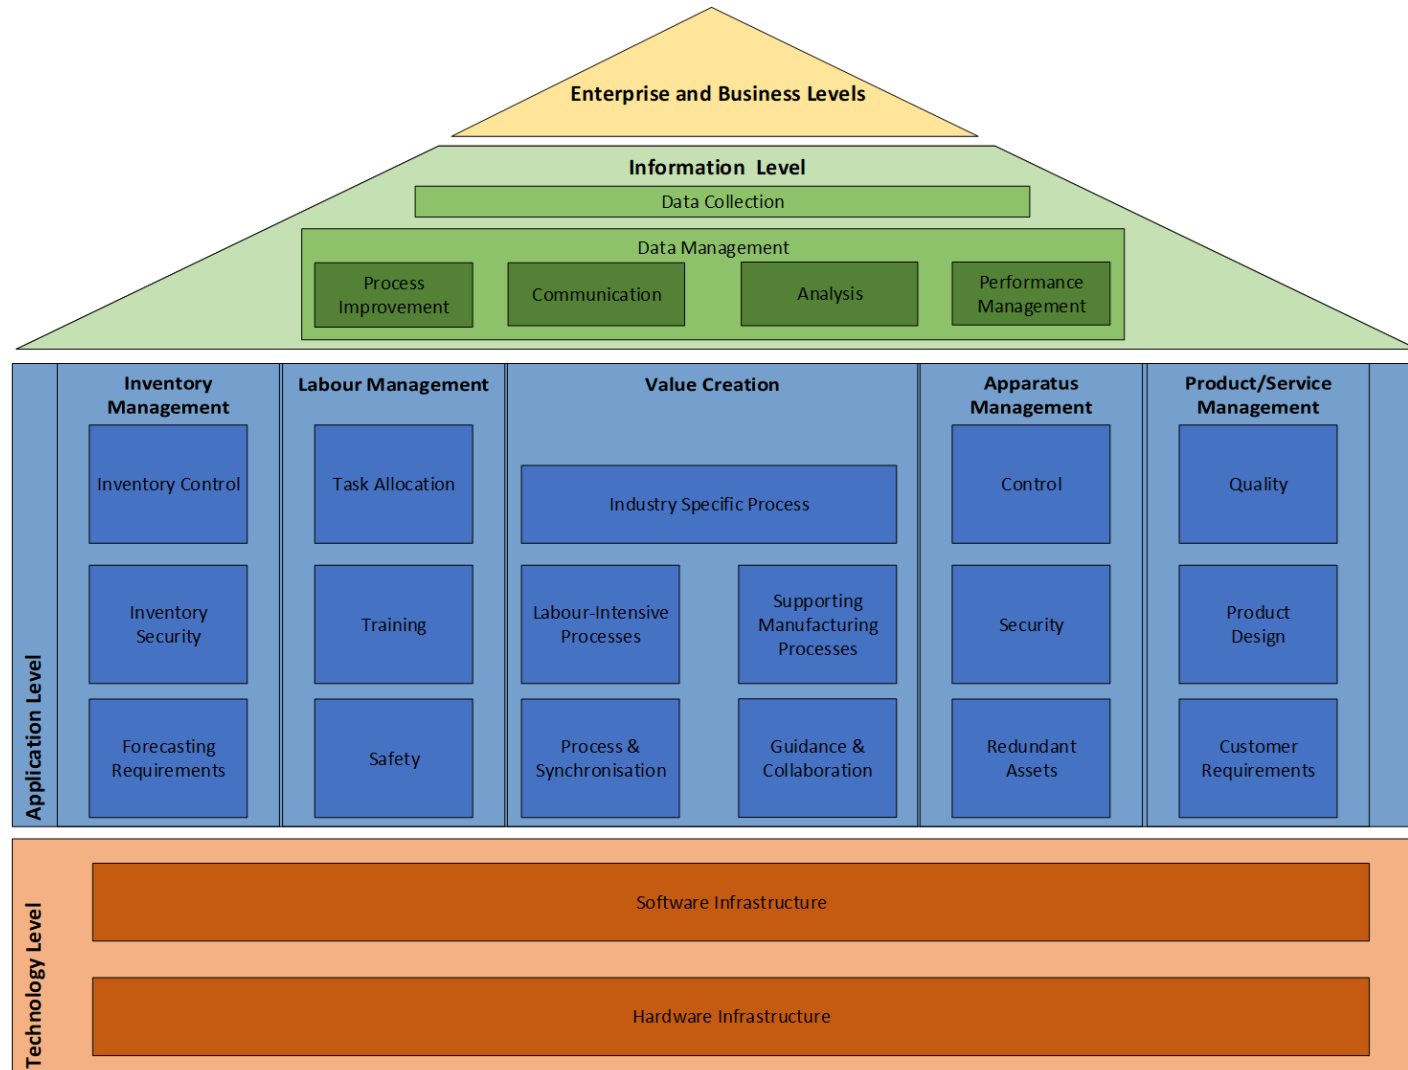 Enterprise and Business Levels
Information Level
Data Collection
Data Management
Process
Improvement
Communication
Analysis
Performance
Management
Application Level
Inventory
Management
Inventory Control
Inventory
Security
Forecasting
Requirements
Labour Management
Task Allocation
Training
Safety
Value Creation
Industry Specific Process
Labour-Intensive
Processes
Supporting
Manufacturing
Processes
Process &
Synchronisation
Guidance &
Collaboration
Apparatus
Management
Control
Security
Redundant
Assets
Product/Service
Management
Quality
Product
Design
Customer
Requirements
Technology Level
Software Infrastructure
Hardware Infrastructure